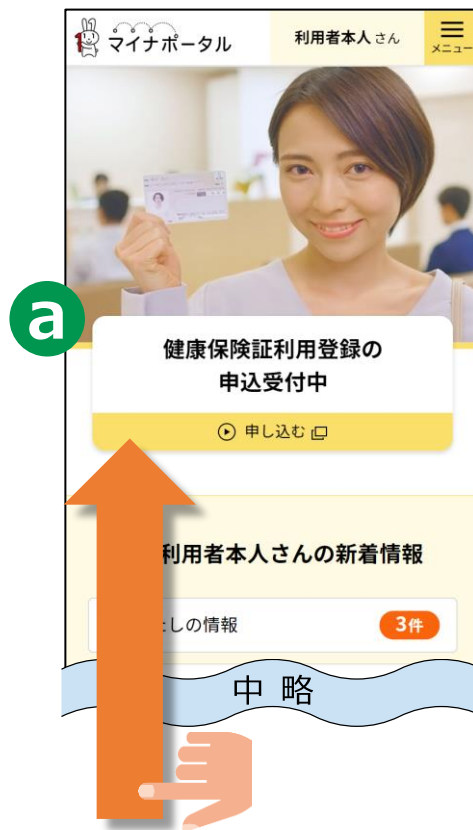 マイナポータル
利用者本人さん
メニュー
a
健康保険証利用登録の
申込受付中
申し込む
利用者本人さんの新着情報
しの情報
3件
中略